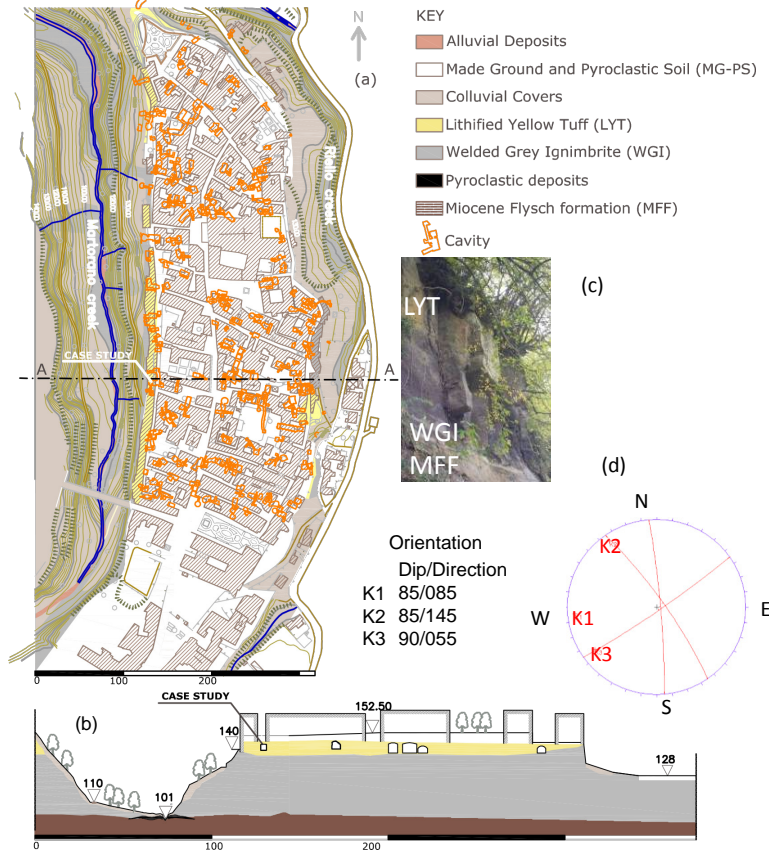 N
(a)
Riello creek
Martorano creek
CASE STUDY
A
A
0
100
200
KEY
Alluvial Deposits
Made Ground and Pyroclastic Soil (MG-PS)
Colluvial Covers
Lithified Yellow Tuff (LYT)
Welded Grey Ignimbrite (WGI)
Pyroclastic deposits
Miocene Flysch formation (MFF)
Cavity
(c)
LYT
WGI
MFF
(d)
Orientation
Dip/Direction
K1 85/085
K2 85/145
K3 90/055
N
K2
W
K1
E
K3
S
(b)
CASE STUDY
152.50
140
128
110
101
0
100
200